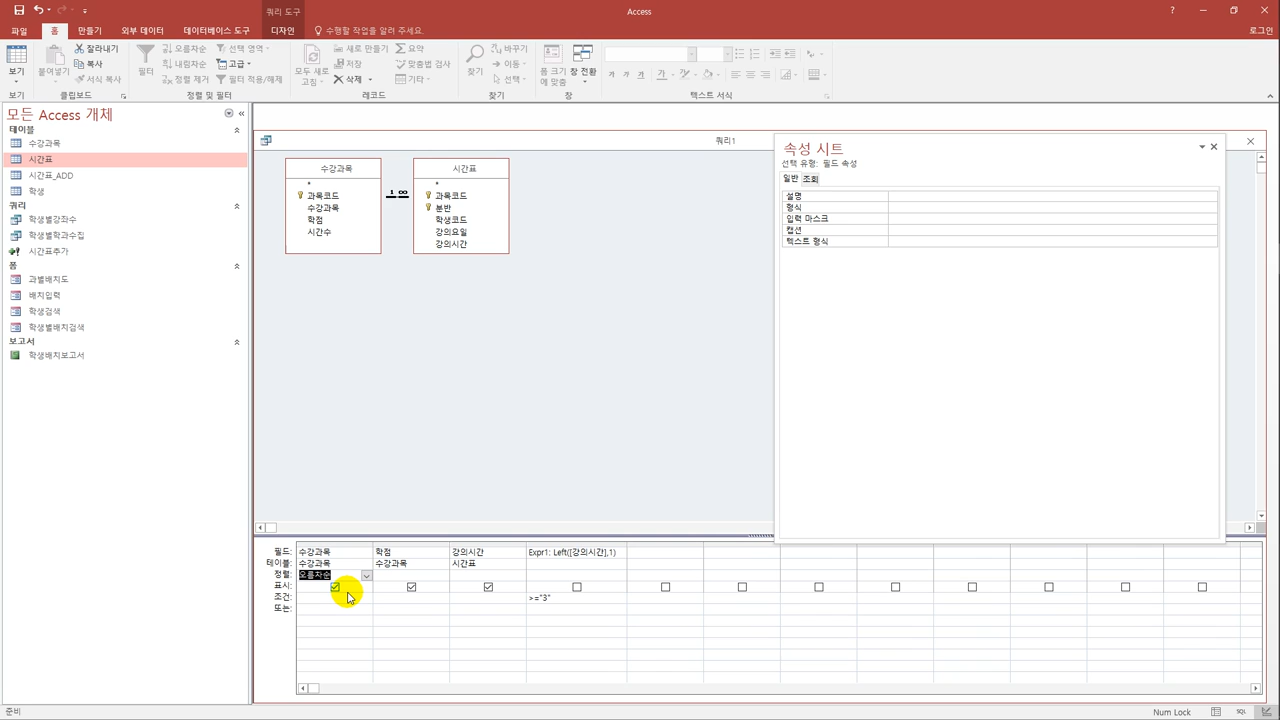 쿼리 도구
Access
?
파일 홈 만들기 외부 데이터 데이터베이스 도구 디자인 수행할 작업을 알려 주세요.
로그인
보기
붙여넣기
잘라내기
복사
서식 복사
필터
오름차순
내림차순
정렬 제거
선택 영역
고급
필터 적용/해제
모두 새로 고침
새로 만들기
저장
삭제
요약
맞춤법 검사
기타
찾기
바꾸기
이동
선택
폼 크기에 맞춤
창 전환
보기 클립보드 정렬 및 필터 레코드 찾기 창 텍스트 서식
모든 Access 개체
테이블
수강과목
시간표
시간표_ADD
학생
쿼리
학생별강좌수
학생별학과수집
시간표추가
폼
과별배치도
배치입력
학생검색
학생별배치검색
보고서
학생배치보고서
쿼리1
수강과목
*
과목코드
수강과목
학점
시간수
1 ∞
시간표
*
과목코드
분반
학생코드
강의요일
강의시간
속성 시트
선택 유형: 필드 속성
일반 조회
설명
형식
입력 마스크
캡션
텍스트 형식
필드: 수강과목 학점 강의시간 Expr1: Left([강의시간],1)
테이블: 수강과목 수강과목 시간표
정렬: 오름차순
표시:
조건: >="3"
또는:
준비
Num Lock
SQL